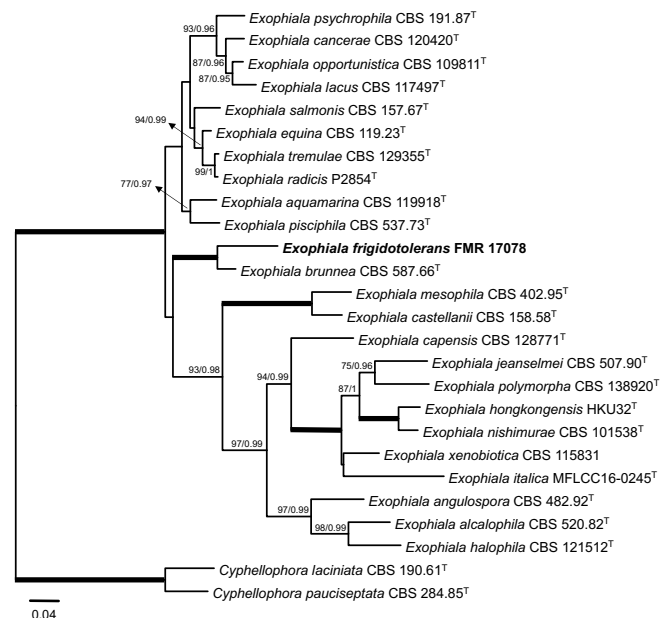 93/0.96
Exophiala psychrophila CBS 191.87ᵀ
Exophiala cancerae CBS 120420ᵀ
87/0.96
Exophiala opportunistica CBS 109811ᵀ
87/0.95
Exophiala lacus CBS 117497ᵀ
Exophiala salmonis CBS 157.67ᵀ
94/0.99
Exophiala equina CBS 119.23ᵀ
Exophiala tremulae CBS 129355ᵀ
99/1
Exophiala radicis P2854ᵀ
77/0.97
Exophiala aquamarina CBS 119918ᵀ
Exophiala pisciphila CBS 537.73ᵀ
Exophiala frigidotolerans FMR 17078
Exophiala brunnea CBS 587.66ᵀ
Exophiala mesophila CBS 402.95ᵀ
Exophiala castellanii CBS 158.58ᵀ
Exophiala capensis CBS 128771ᵀ
93/0.98
94/0.99
75/0.96
Exophiala jeanselmei CBS 507.90ᵀ
87/1
Exophiala polymorpha CBS 138920ᵀ
Exophiala hongkongensis HKU32ᵀ
Exophiala nishimurae CBS 101538ᵀ
97/0.99
Exophiala xenobiotica CBS 115831
Exophiala italica MFLCC16-0245ᵀ
97/0.99
Exophiala angulospora CBS 482.92ᵀ
98/0.99
Exophiala alcalophila CBS 520.82ᵀ
Exophiala halophila CBS 121512ᵀ
Cyphellophora laciniata CBS 190.61ᵀ
Cyphellophora pauciseptata CBS 284.85ᵀ
0.04